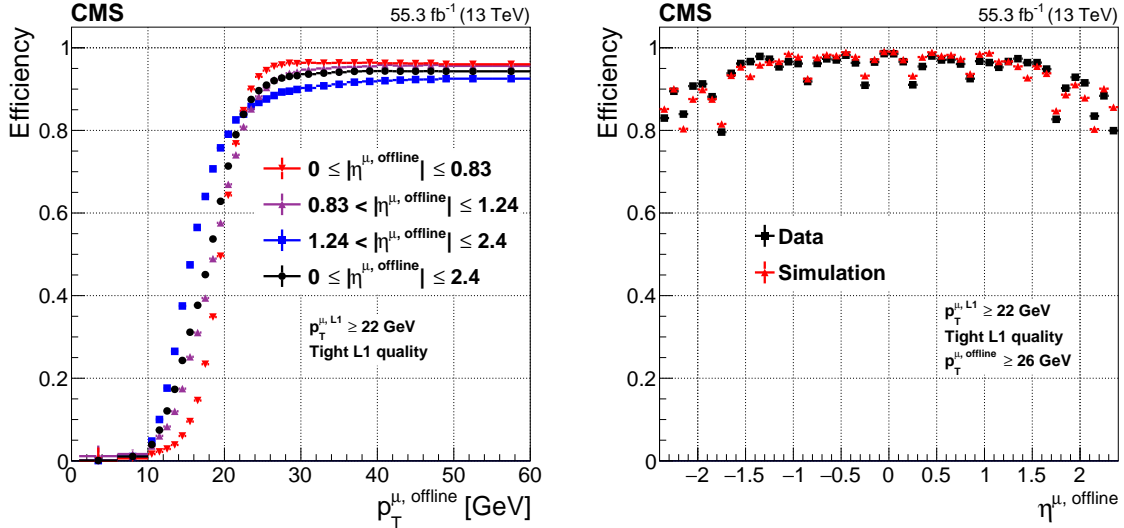 CMS 55.3 fb⁻¹ (13 TeV)
Efficiency
1
0.8
0.6
0.4
0.2
0
0 ≤ |η^μ, offline| ≤ 0.83
0.83 < |η^μ, offline| ≤ 1.24
1.24 < |η^μ, offline| ≤ 2.4
0 ≤ |η^μ, offline| ≤ 2.4
p_T^μ, L1 ≥ 22 GeV
Tight L1 quality
0 10 20 30 40 50 60
p_T^μ, offline [GeV]
CMS 55.3 fb⁻¹ (13 TeV)
Efficiency
1
0.8
0.6
0.4
0.2
0
Data
Simulation
p_T^μ, L1 ≥ 22 GeV
Tight L1 quality
p_T^μ, offline ≥ 26 GeV
−2 −1.5 −1 −0.5 0 0.5 1 1.5 2
η^μ, offline